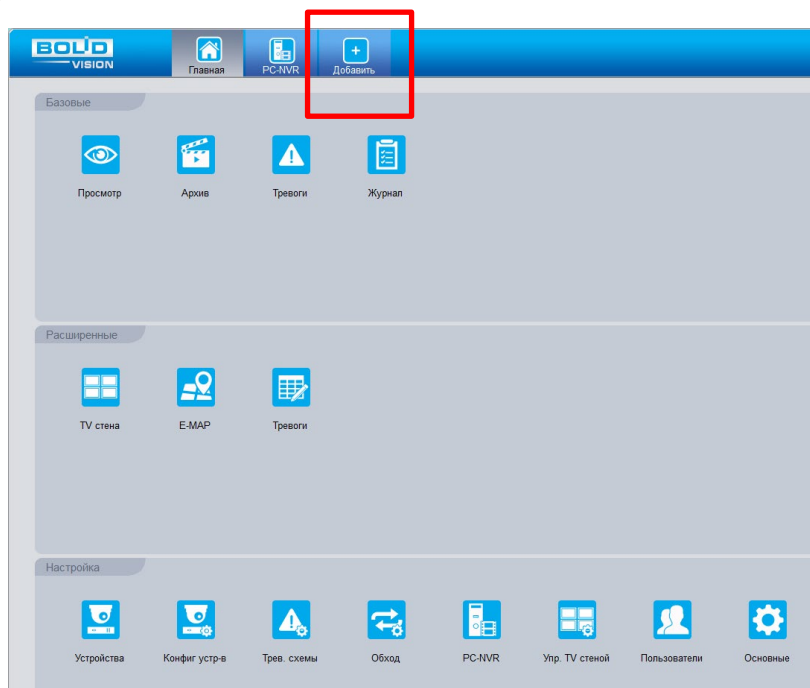 BOLID
VISION
Главная
PC-NVR
Добавить
Базовые
Просмотр
Архив
Тревоги
Журнал
Расширенные
TV стена
E-MAP
Тревоги
Настройка
Устройства
Конфиг устр-в
Трев. схемы
Обход
PC-NVR
Упр. TV стеной
Пользователи
Основные